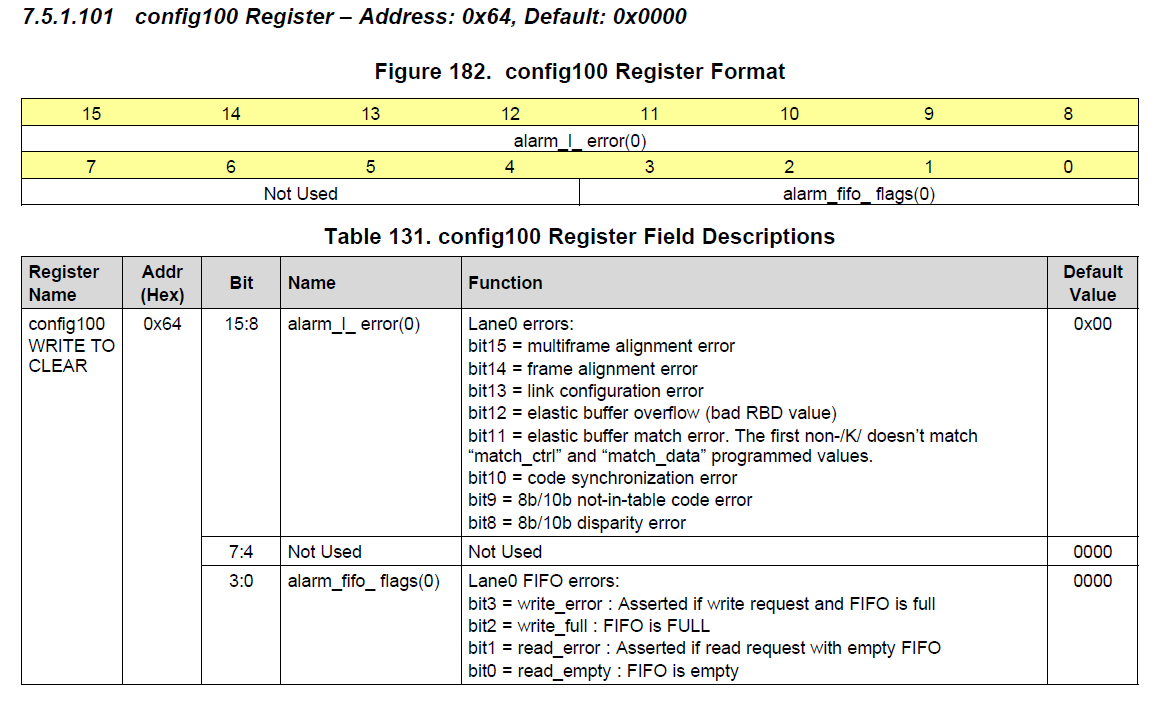 7.5.1.101 config100 Register – Address: 0x64, Default: 0x0000
Figure 182. config100 Register Format
15 14 13 12 11 10 9 8
alarm_l_ error(0)
7 6 5 4 3 2 1 0
Not Used alarm_fifo_ flags(0)
Table 131. config100 Register Field Descriptions
Register Name Addr (Hex) Bit Name Function Default Value
config100 WRITE TO CLEAR 0x64 15:8 alarm_l_ error(0) Lane0 errors: 0x00
bit15 = multiframe alignment error
bit14 = frame alignment error
bit13 = link configuration error
bit12 = elastic buffer overflow (bad RBD value)
bit11 = elastic buffer match error. The first non-/K/ doesn’t match
“match_ctrl” and “match_data” programmed values.
bit10 = code synchronization error
bit9 = 8b/10b not-in-table code error
bit8 = 8b/10b disparity error
7:4 Not Used Not Used 0000
3:0 alarm_fifo_ flags(0) Lane0 FIFO errors: 0000
bit3 = write_error : Asserted if write request and FIFO is full
bit2 = write_full : FIFO is FULL
bit1 = read_error : Asserted if read request with empty FIFO
bit0 = read_empty : FIFO is empty